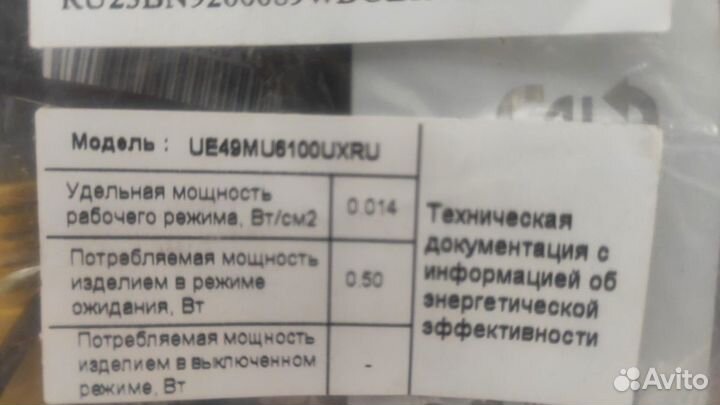 Модель : UE49MU6100UXRU
Удельная мощность
рабочего режима, Вт/см2
0.014
Потребляемая мощность
изделием в режиме
ожидания, Вт
0.50
Потребляемая мощность
изделием в выключенном
режиме, Вт
-
Техническая
документация с
информацией об
энергетической
эффективности
Avito